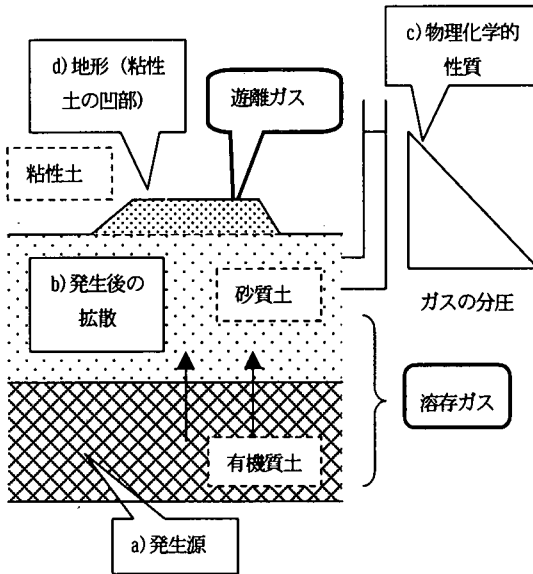 c)物理化学的
性質
d)地形(粘性
土の凹部)
遊離ガス
粘性土
b)発生後の
拡散
砂質土
ガスの分圧
溶存ガス
有機質土
a)発生源